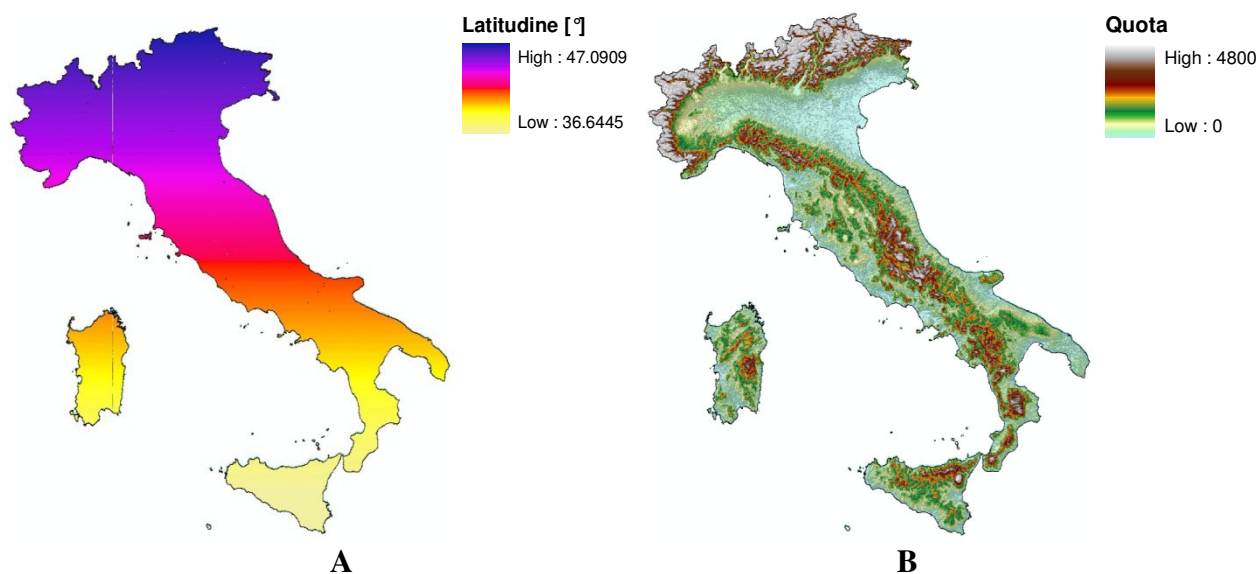 Latitudine [°]
High : 47.0909
Low : 36.6445
A
Quota
High : 4800
Low : 0
B